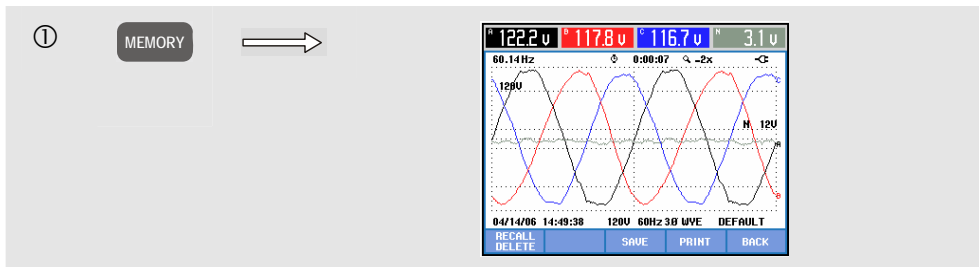 ①
MEMORY
A 122.2 V B 117.8 V C 116.7 V N 3.1 V
60.14Hz 0:00:07 -2x
C
120V
N 12V
A
B
04/14/06 14:49:38 120V 60Hz 3Ø WYE DEFAULT
RECALL
DELETE SAVE PRINT BACK